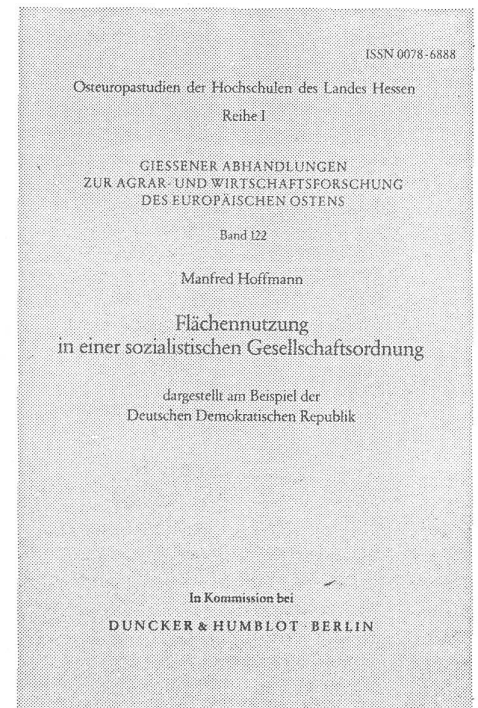 ISSN 0078-6888
Osteuropastudien der Hochschulen des Landes Hessen
Reihe I
GIESSENER ABHANDLUNGEN
ZUR AGRAR- UND WIRTSCHAFTSFORSCHUNG
DES EUROPÄISCHEN OSTENS
Band 122
Manfred Hoffmann
Flächennutzung
in einer sozialistischen Gesellschaftsordnung
dargestellt am Beispiel der
Deutschen Demokratischen Republik
In Kommission bei
DUNCKER & HUMBLOT · BERLIN